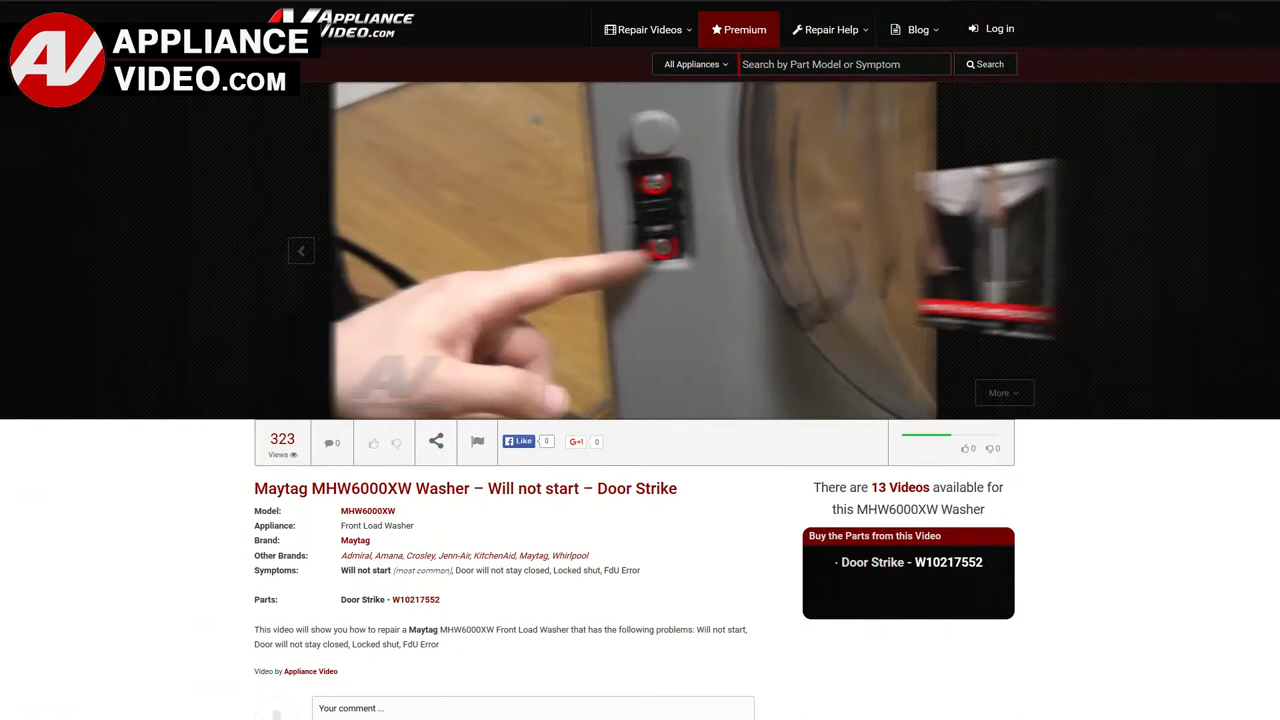 APPLIANCE
VIDEO.COM
APPLIANCE
VIDEO.COM
Repair Videos
Premium
Repair Help
Blog
Log in
All Appliances
Search by Part Model or Symptom
Search
More
323
Views
0
0
Like
0
G+1
0
0
0
Maytag MHW6000XW Washer – Will not start – Door Strike
Model: MHW6000XW
Appliance: Front Load Washer
Brand: Maytag
Other Brands: Admiral, Amana, Crosley, Jenn-Air, KitchenAid, Maytag, Whirlpool
Symptoms: Will not start (most common), Door will not stay closed, Locked shut, FdU Error
Parts: Door Strike - W10217552
This video will show you how to repair a Maytag MHW6000XW Front Load Washer that has the following problems: Will not start,
Door will not stay closed, Locked shut, FdU Error
Video by Appliance Video
Your comment ...
There are 13 Videos available for
this MHW6000XW Washer
Buy the Parts from this Video
· Door Strike - W10217552